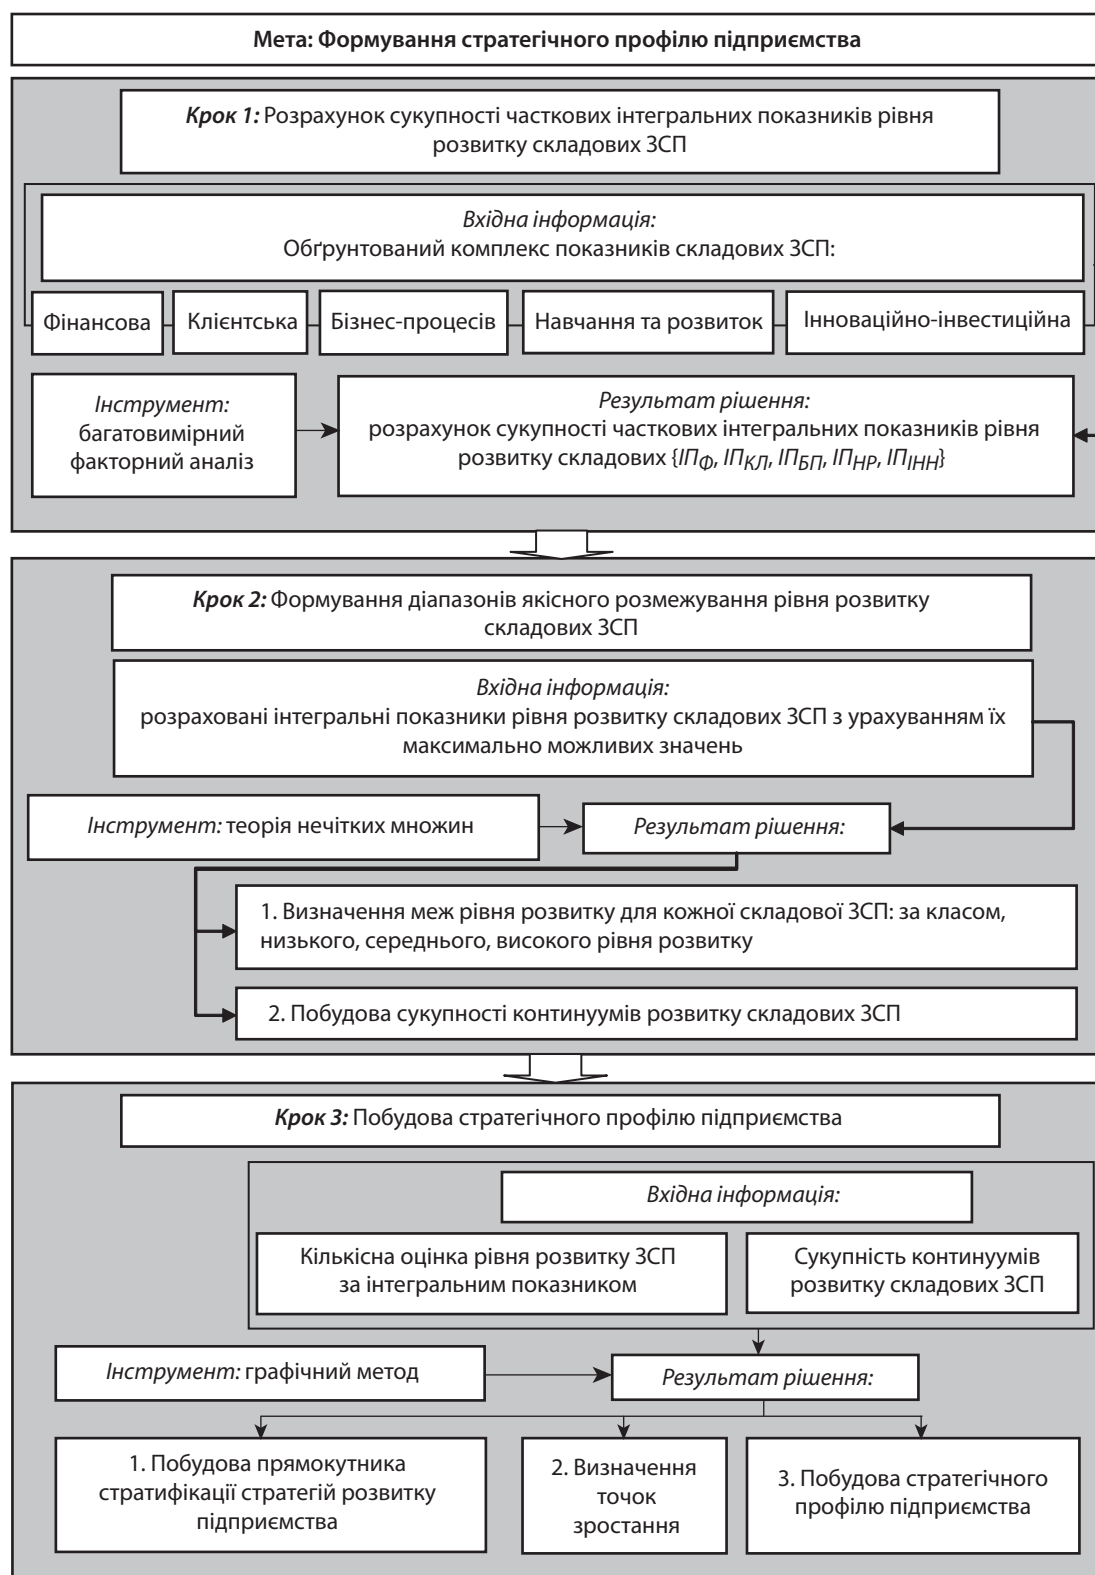 Мета: Формування стратегічного профілю підприємства
Крок 1: Розрахунок сукупності часткових інтегральних показників рівня
розвитку складових ЗСП
Вхідна інформація:
Обґрунтований комплекс показників складових ЗСП:
Фінансова
Клієнтська
Бізнес-процесів
Навчання та розвиток
Інноваційно-інвестиційна
Інструмент:
багатовимірний
факторний аналіз
Результат рішення:
розрахунок сукупності часткових інтегральних показників рівня
розвитку складових {ІП_Ф, ІП_КЛ, ІП_БП, ІП_НР, ІП_ІНН}
Крок 2: Формування діапазонів якісного розмежування рівня розвитку
складових ЗСП
Вхідна інформація:
розраховані інтегральні показники рівня розвитку складових ЗСП з урахуванням їх
максимально можливих значень
Інструмент: теорія нечітких множин
Результат рішення:
1. Визначення меж рівня розвитку для кожної складової ЗСП: за класом,
низького, середнього, високого рівня розвитку
2. Побудова сукупності континуумів розвитку складових ЗСП
Крок 3: Побудова стратегічного профілю підприємства
Вхідна інформація:
Кількісна оцінка рівня розвитку ЗСП
за інтегральним показником
Сукупність континуумів
розвитку складових ЗСП
Інструмент: графічний метод
Результат рішення:
1. Побудова прямокутника
стратифікації стратегій розвитку
підприємства
2. Визначення
точок
зростання
3. Побудова стратегічного
профілю підприємства